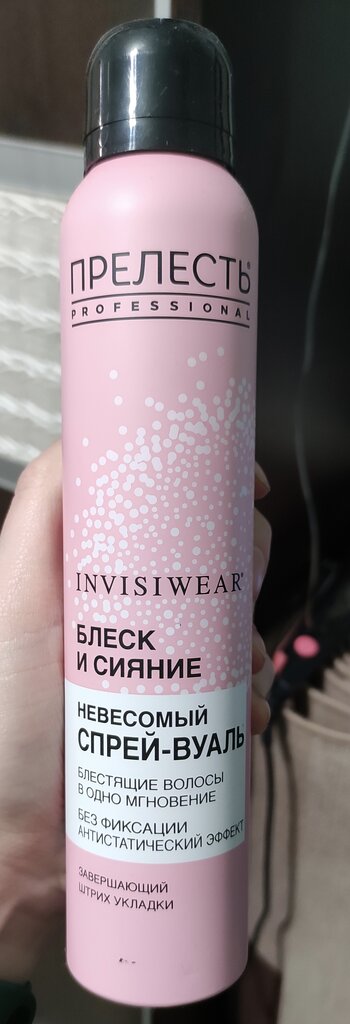 ПРЕЛЕСТЬ®
PROFESSIONAL
INVISIWEAR®
БЛЕСК
И СИЯНИЕ
НЕВЕСОМЫЙ
СПРЕЙ-ВУАЛЬ
БЛЕСТЯЩИЕ ВОЛОСЫ
В ОДНО МГНОВЕНИЕ
БЕЗ ФИКСАЦИИ
АНТИСТАТИЧЕСКИЙ ЭФФЕКТ
ЗАВЕРШАЮЩИЙ
ШТРИХ УКЛАДКИ